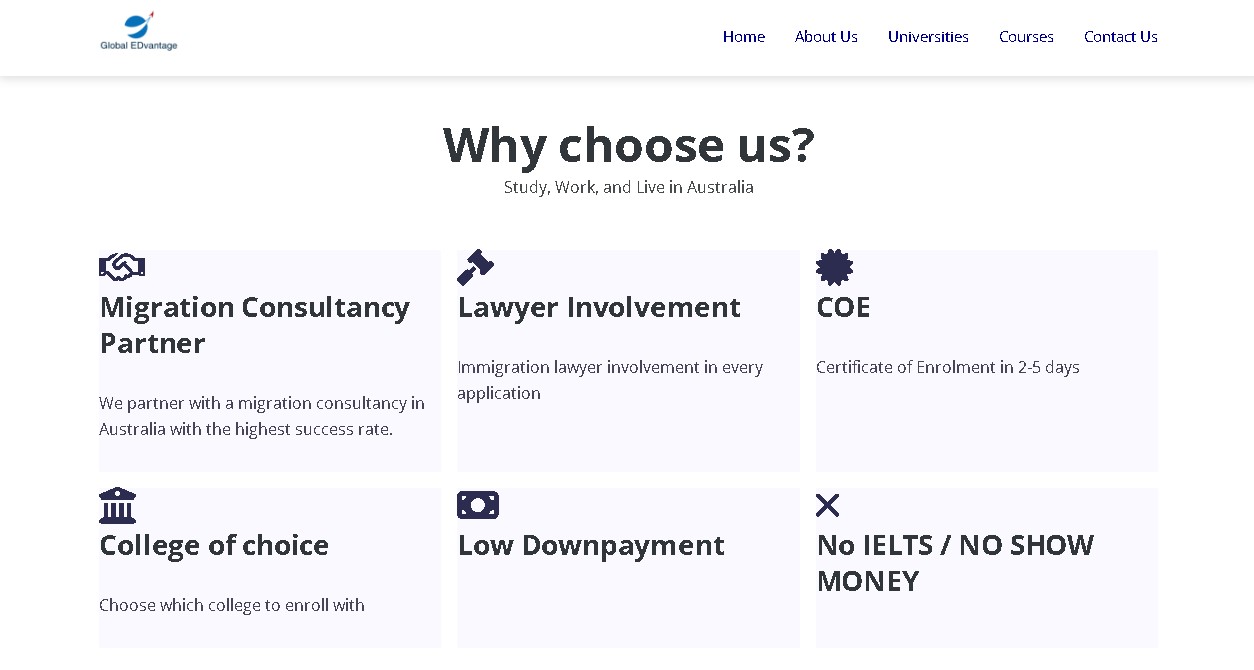 Global EDvantage
Home
About Us
Universities
Courses
Contact Us
Why choose us?
Study, Work, and Live in Australia
Migration Consultancy
Partner
We partner with a migration consultancy in
Australia with the highest success rate.
Lawyer Involvement
Immigration lawyer involvement in every
application
COE
Certificate of Enrolment in 2-5 days
College of choice
Choose which college to enroll with
Low Downpayment
No IELTS / NO SHOW
MONEY